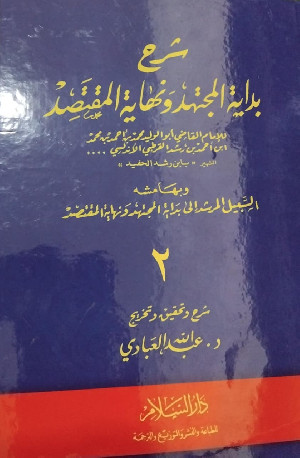 شرح
بداية المجتهد ونهاية المقتصد
للإمام القاضي أبو الوليد محمد بن أحمد بن محمد
ابن أحمد بن رشد القرطبي الأندلسي ....
الشهير «بابن رشد الحفيد»
وبهامشه
السبيل المرشد إلى بداية المجتهد ونهاية المقتصد
٢
شرح وتحقيق وتخريج
د. عبد الله العبادي
دار السلام
للطباعة والنشر والتوزيع والترجمة